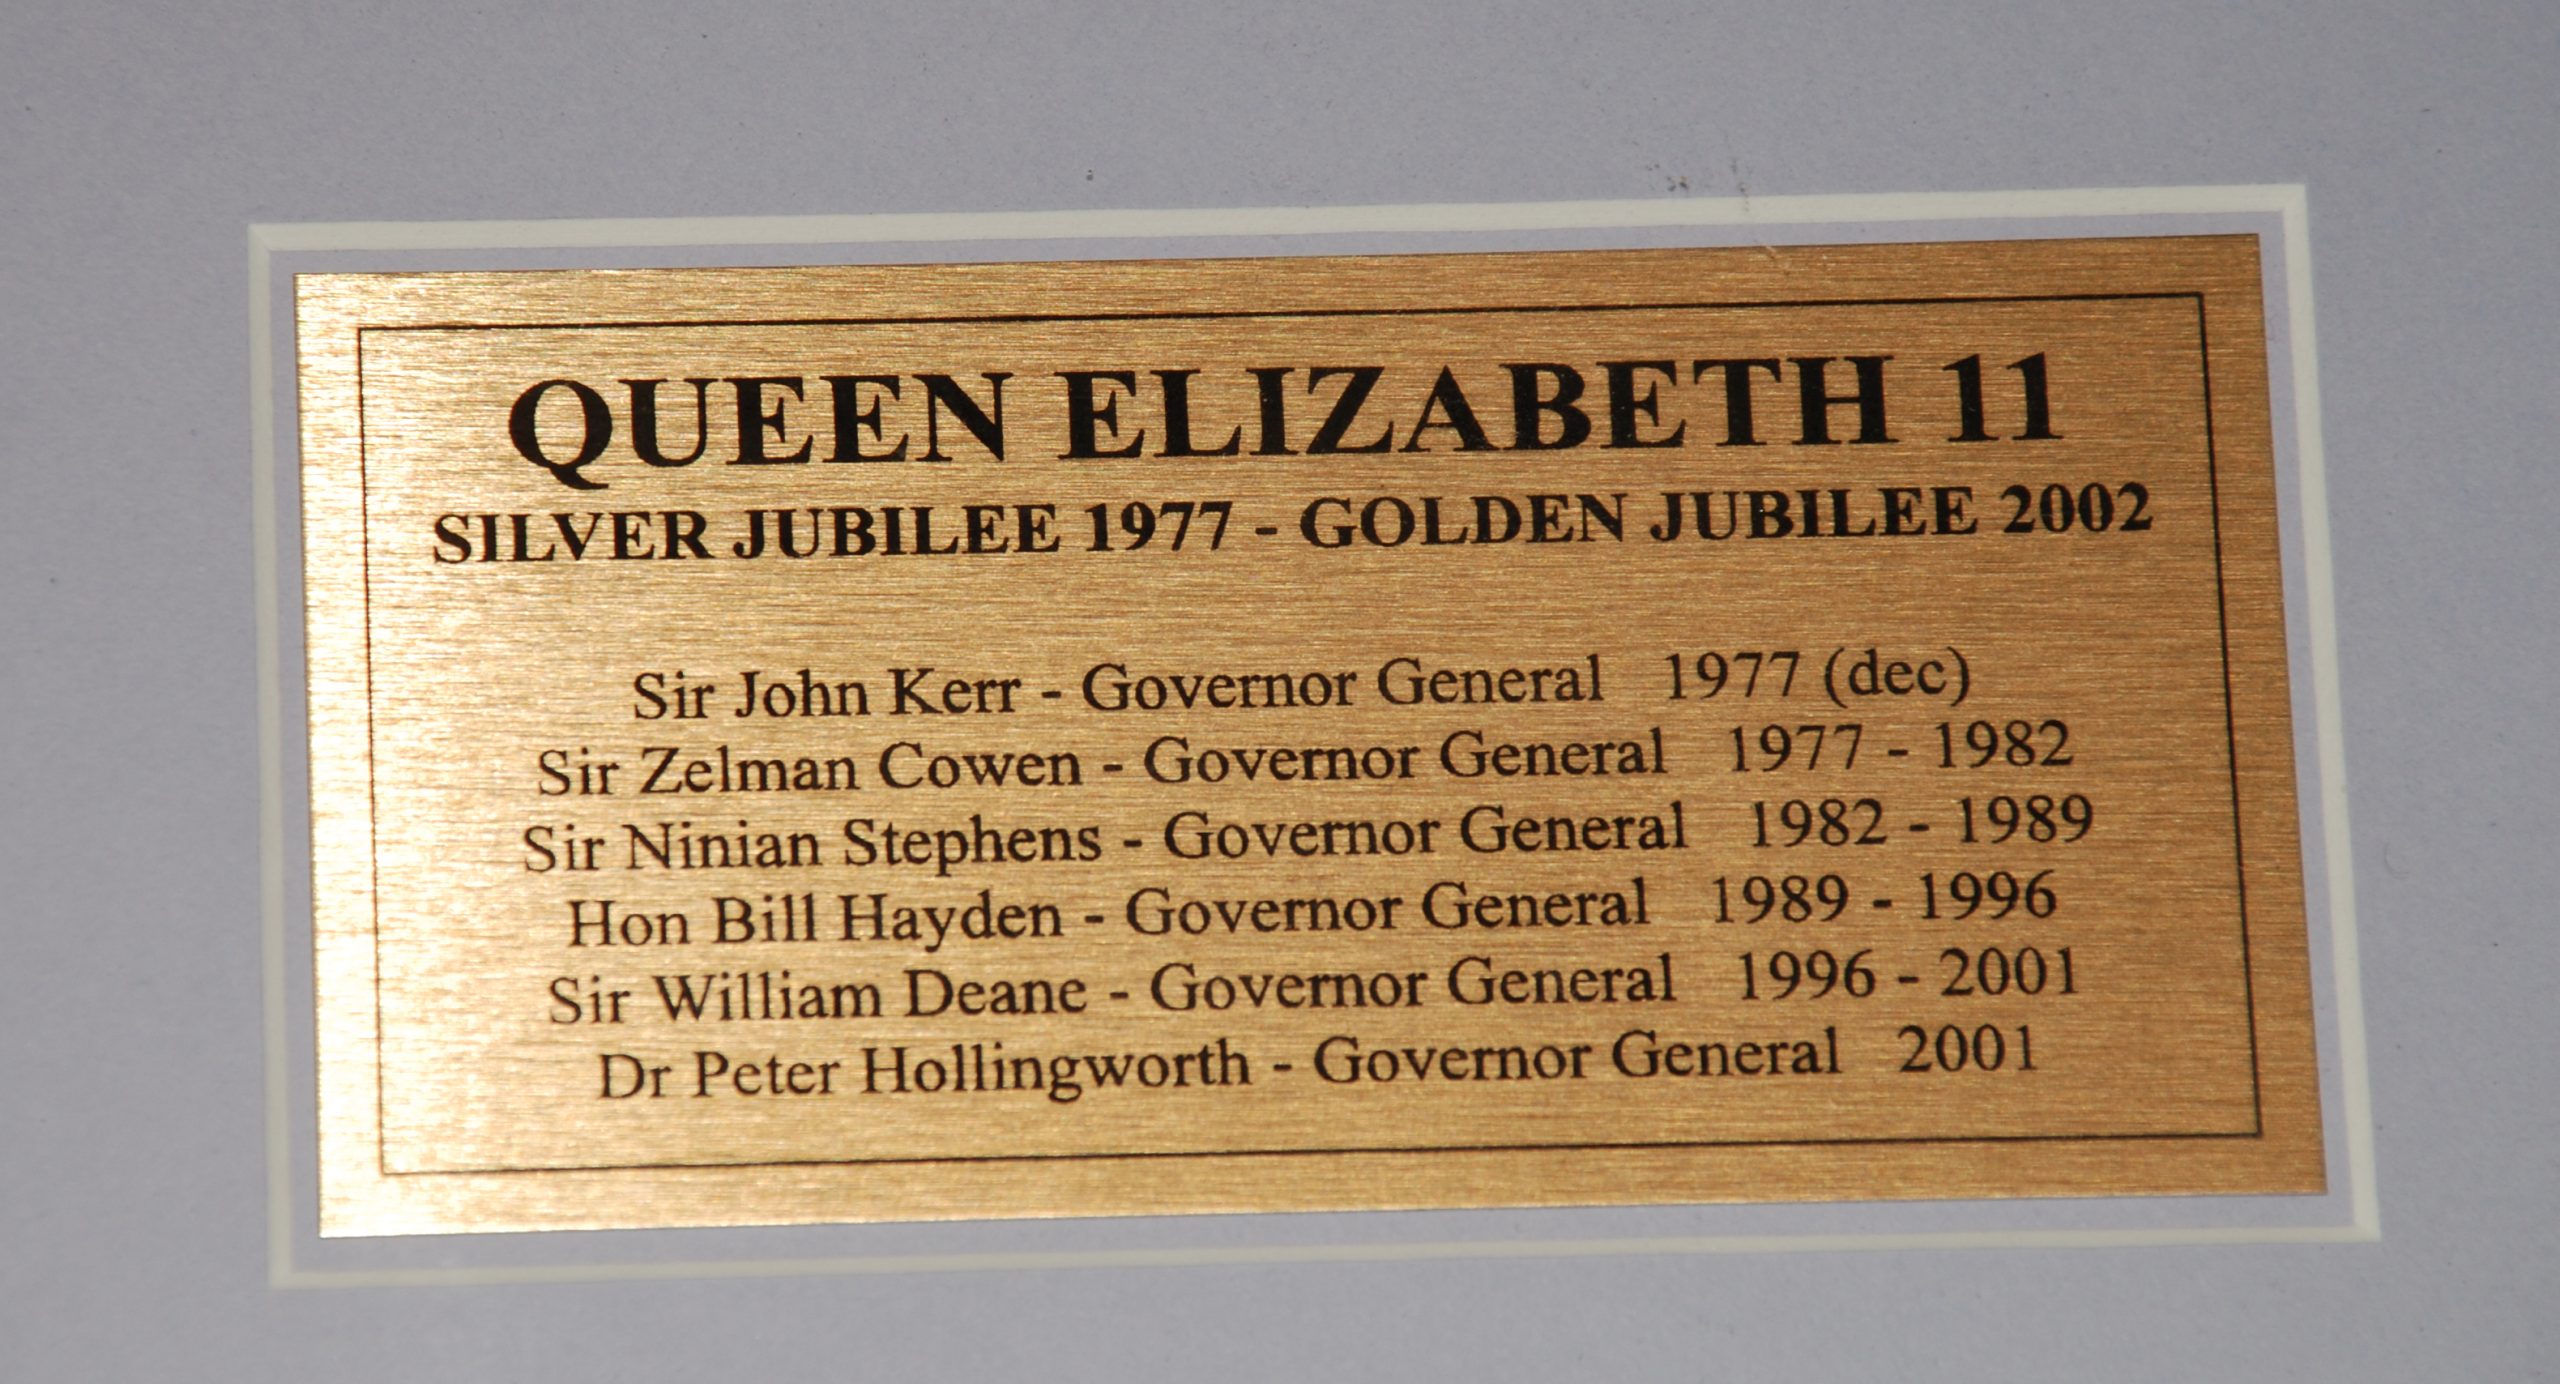 QUEEN ELIZABETH 11
SILVER JUBILEE 1977 - GOLDEN JUBILEE 2002
Sir John Kerr - Governor General 1977 (dec)
Sir Zelman Cowen - Governor General 1977 - 1982
Sir Ninian Stephens - Governor General 1982 - 1989
Hon Bill Hayden - Governor General 1989 - 1996
Sir William Deane - Governor General 1996 - 2001
Dr Peter Hollingworth - Governor General 2001